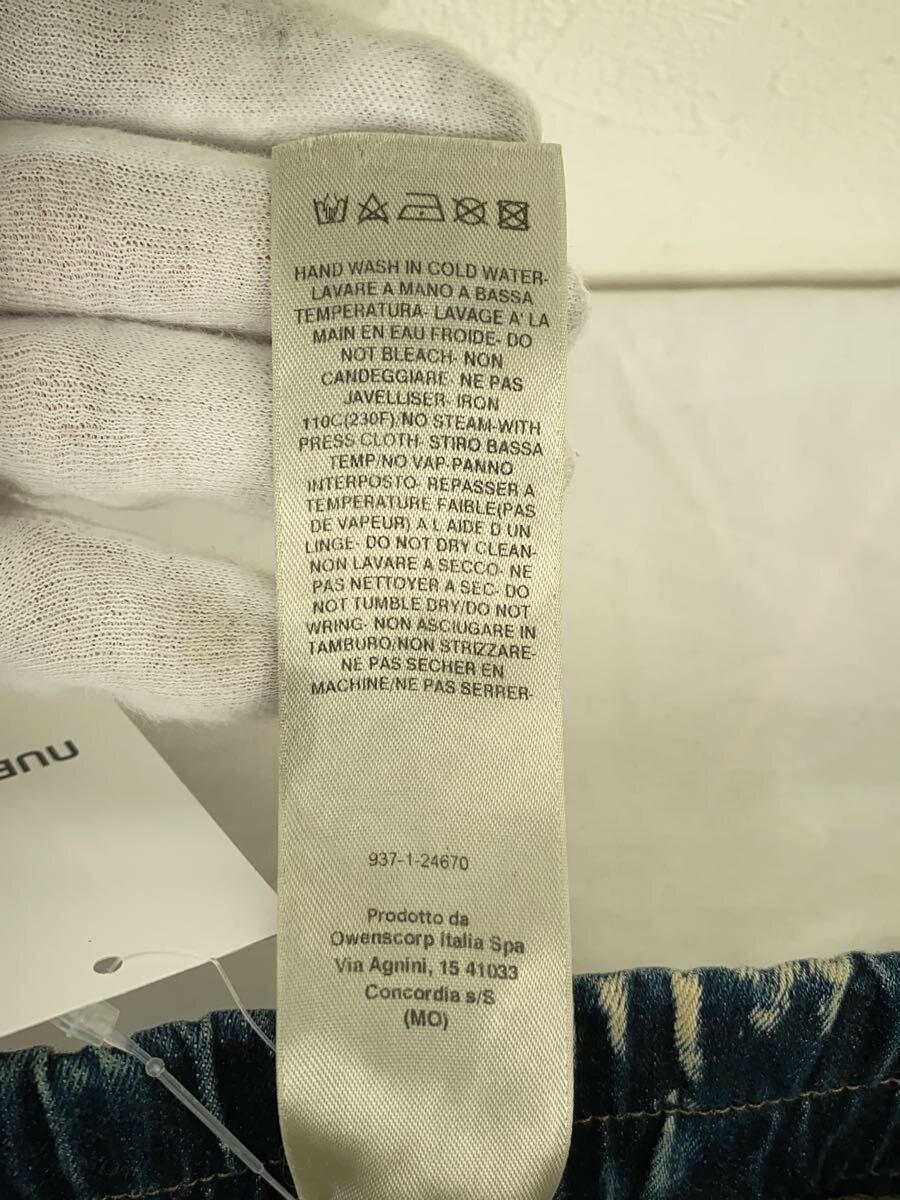 HAND WASH IN COLD WATER-
LAVARE A MANO A BASSA
TEMPERATURA- LAVAGE A' LA
MAIN EN EAU FROIDE- DO
NOT BLEACH- NON
CANDEGGIARE- NE PAS
JAVELLISER- IRON
110C(230F)/NO STEAM-WITH
PRESS CLOTH- STIRO BASSA
TEMP/NO VAP-PANNO
INTERPOSTO- REPASSER A
TEMPERATURE FAIBLE(PAS
DE VAPEUR) A L AIDE D UN
LINGE- DO NOT DRY CLEAN-
NON LAVARE A SECCO- NE
PAS NETTOYER A SEC- DO
NOT TUMBLE DRY/DO NOT
WRING- NON ASCIUGARE IN
TAMBURO/NON STRIZZARE-
NE PAS SECHER EN
MACHINE/NE PAS SERRER-
937-1-24670
Prodotto da
Owenscorp Italia Spa
Via Agnini, 15 41033
Concordia s/S
(MO)